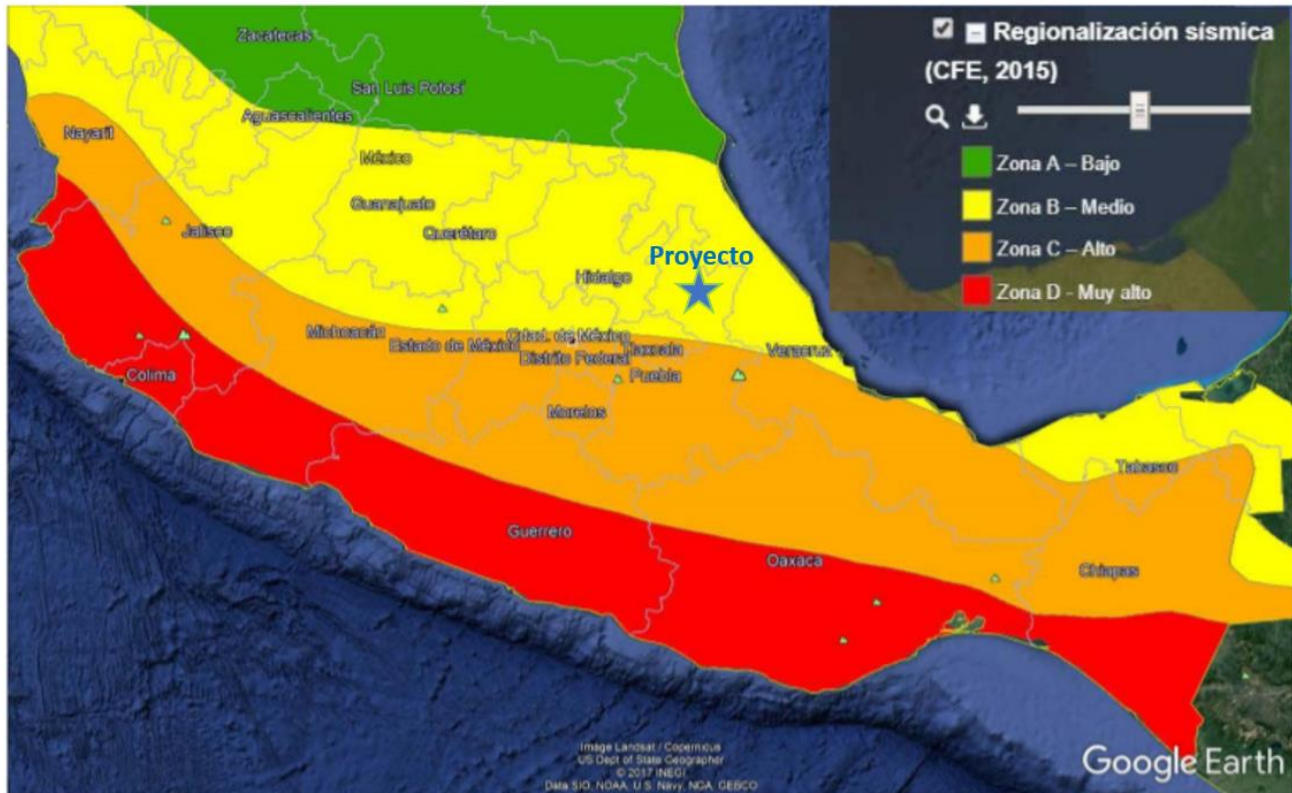 Regionalización sísmica
(CFE, 2015)
Zona A – Bajo
Zona B – Medio
Zona C – Alto
Zona D - Muy alto
Zacatecas
San Luis Potosí
Aguascalientes
Nayarit
México
Guanajuato
Jalisco
Querétaro
Proyecto
Hidalgo
Michoacán
Cdad. de México
Estado de México
Tlaxcala
Veracruz
Distrito Federal
Puebla
Colima
Morelos
Tabasco
Guerrero
Oaxaca
Chiapas
Image Landsat / Copernicus
US Dept of State Geographer
© 2017 INEGI
Data SIO, NOAA, U.S. Navy, NGA, GEBCO
Google Earth